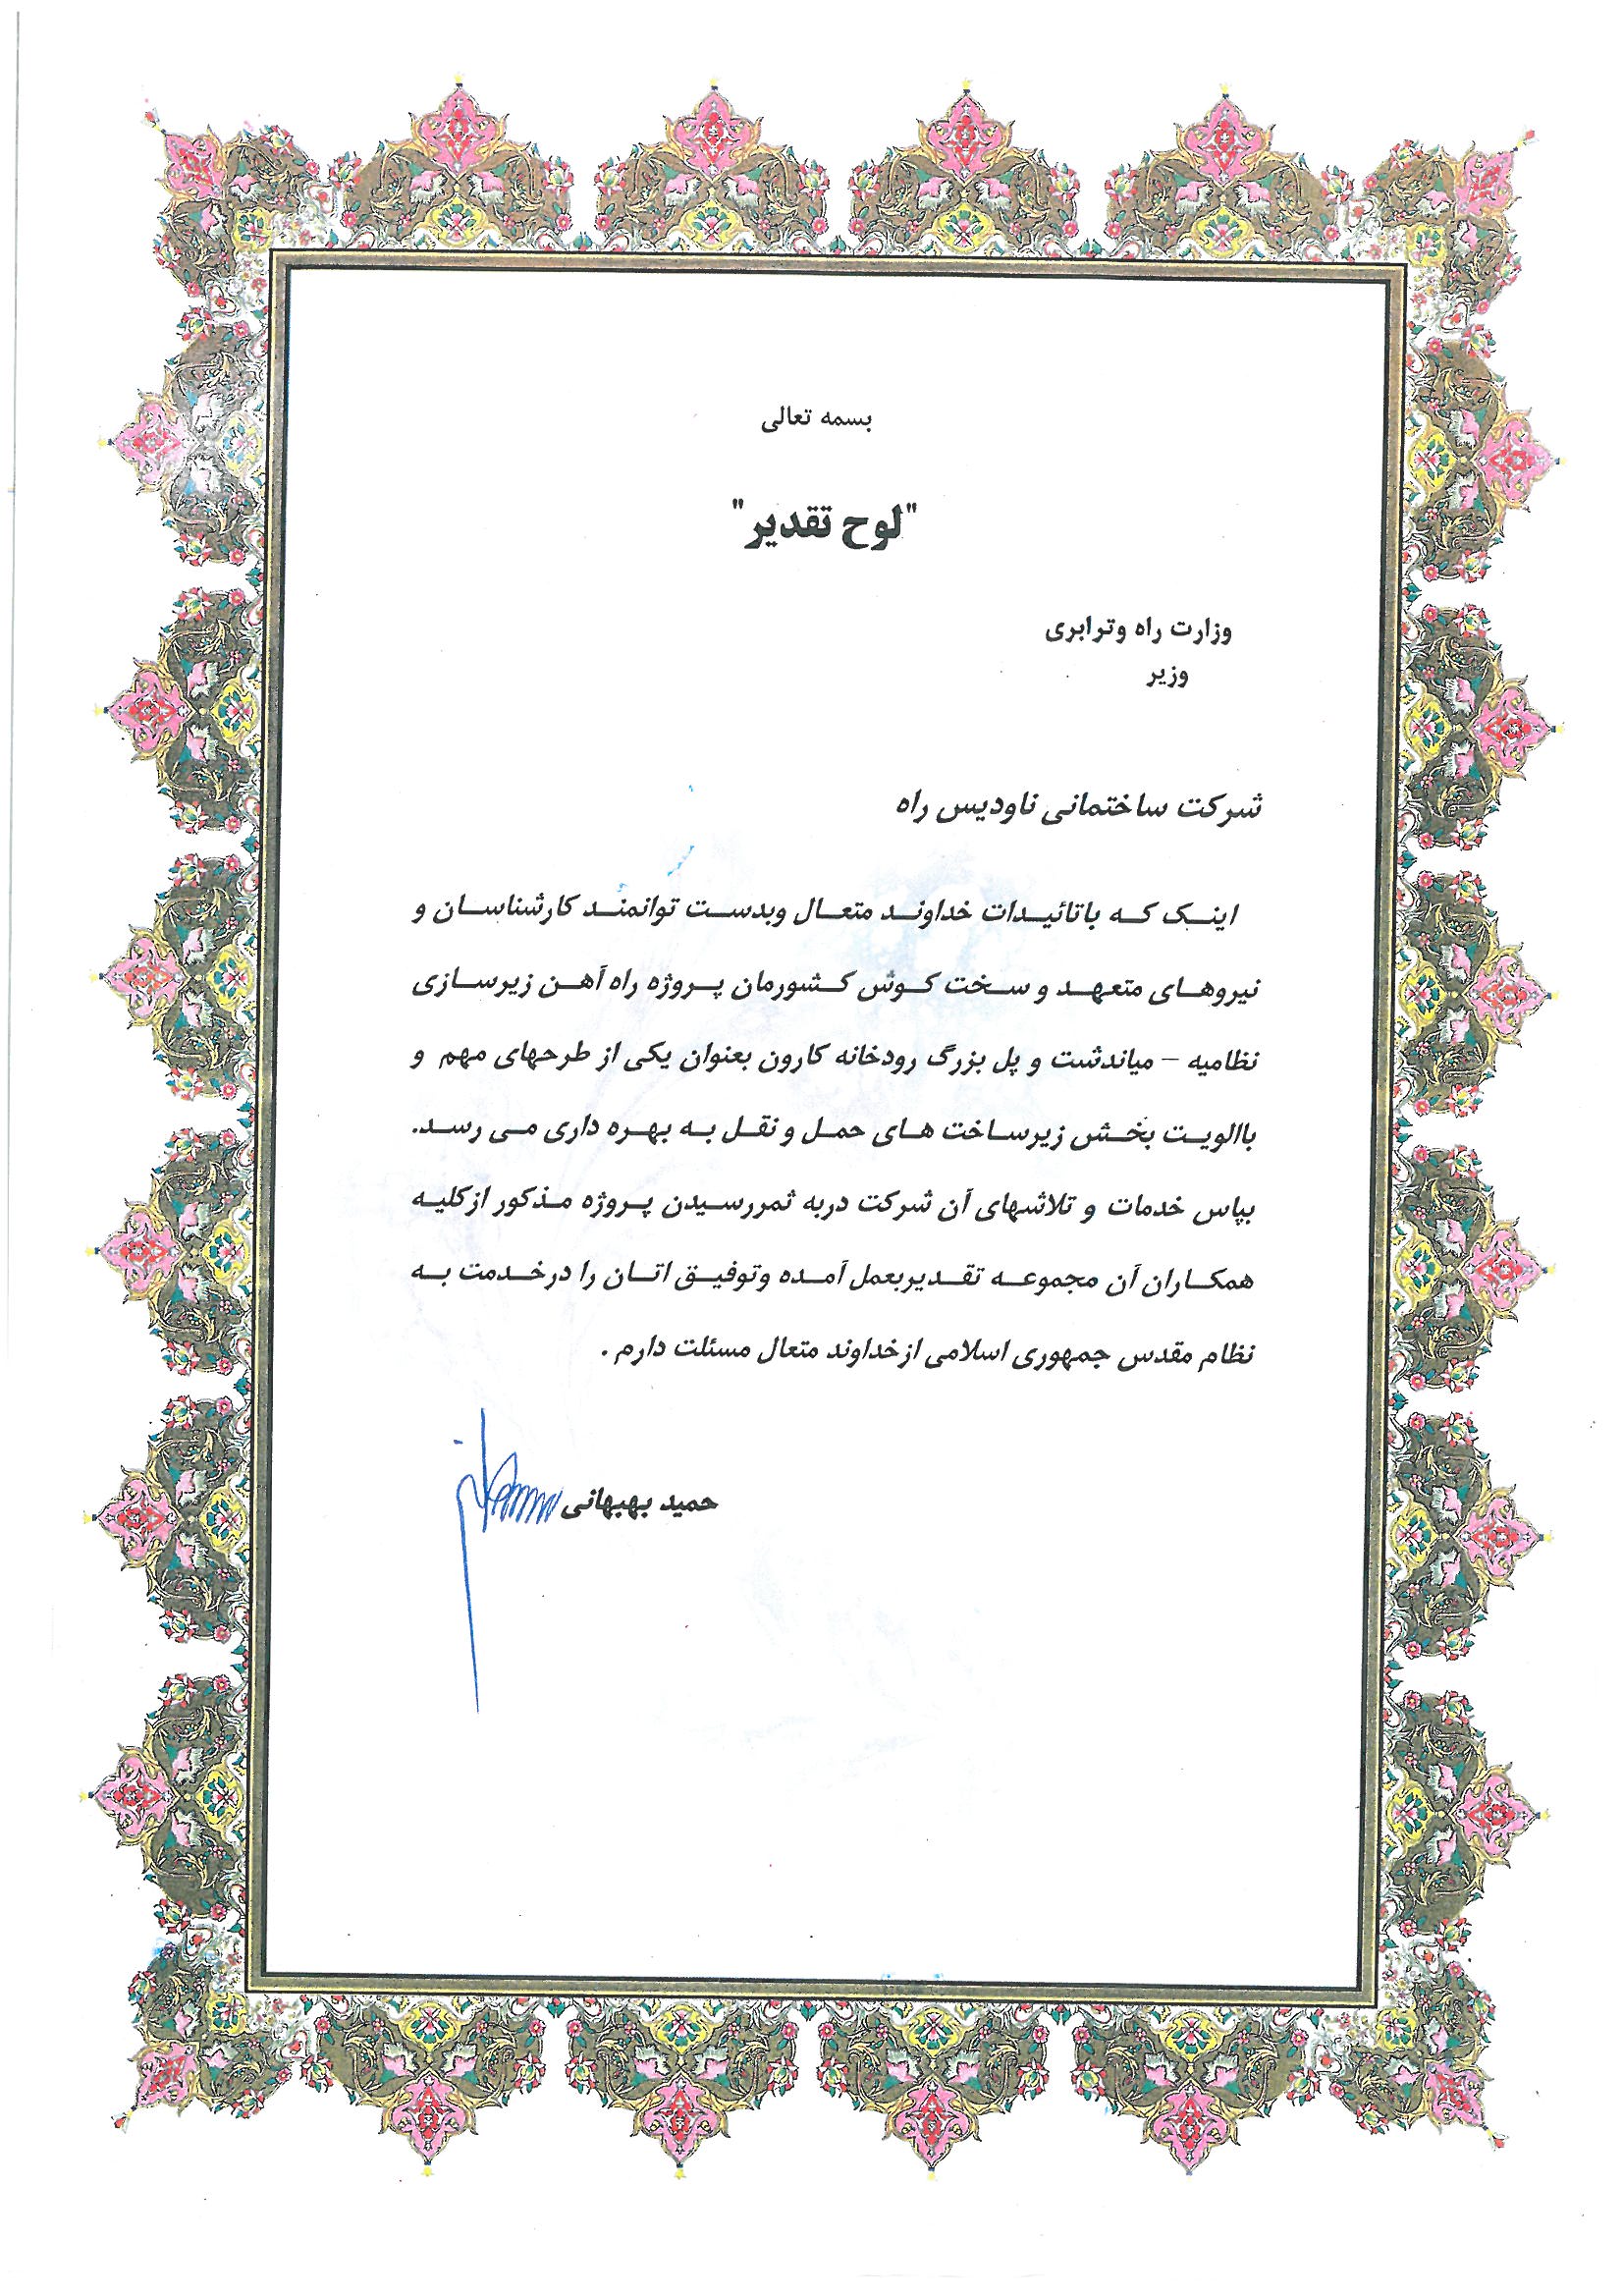 بسمه تعالی
"لوح تقدیر"
وزارت راه وترابری
وزیر
شرکت ساختمانی ناودیس راه
اینک که باتائیدات خداوند متعال وبدست توانمند کارشناسان و
نیروهای متعهد و سخت کوش کشورمان پروژه راه آهن زیرسازی
نظامیه – میاندشت و پل بزرگ رودخانه کارون بعنوان یکی از طرحهای مهم و
باالویت بخش زیرساخت های حمل و نقل به بهره داری می رسد.
بپاس خدمات و تلاشهای آن شرکت دربه ثمررسیدن پروژه مذکور ازکلیه
همکاران آن مجموعه تقدیربعمل آمده وتوفیق اتان را درخدمت به
نظام مقدس جمهوری اسلامی ازخداوند متعال مسئلت دارم .
حمید بهبهانی